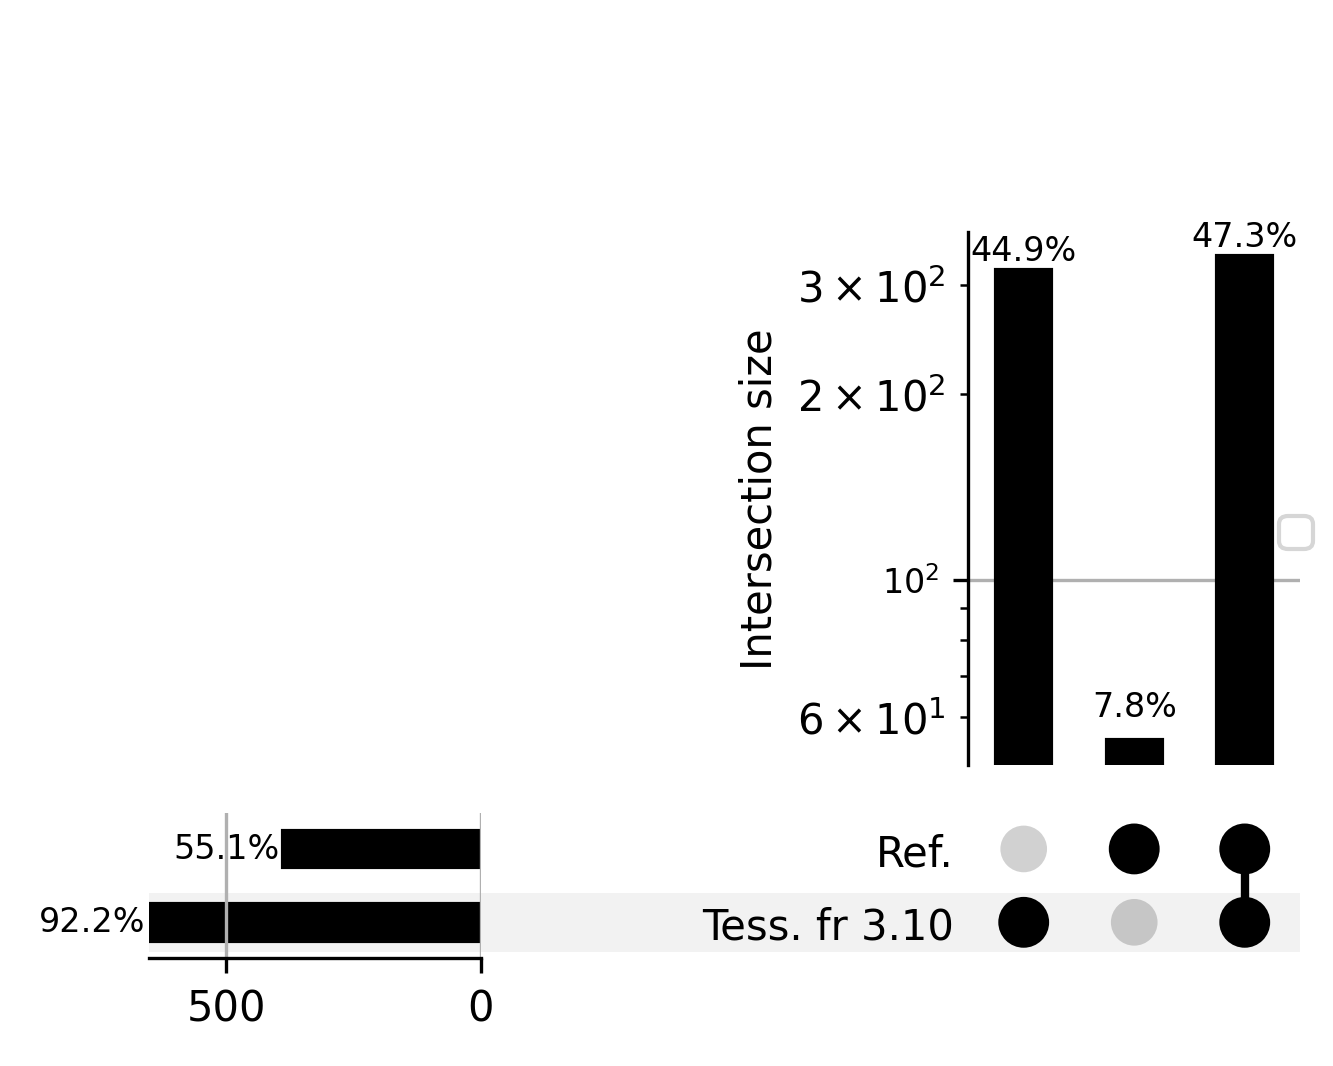 47.3%
44.9%
3 × 10²
2 × 10²
Intersection size
10²
7.8%
6 × 10¹
55.1%
Ref.
92.2%
Tess. fr 3.10
500
0